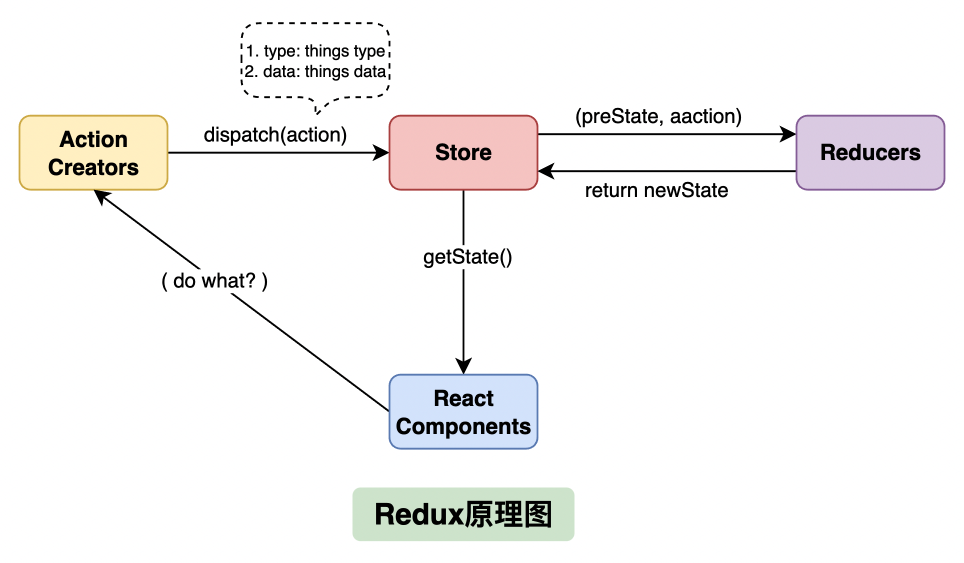 1. type: things type
2. data: things data
Action
Creators
dispatch(action)
Store
(preState, aaction)
return newState
Reducers
getState()
( do what? )
React
Components
Redux原理图